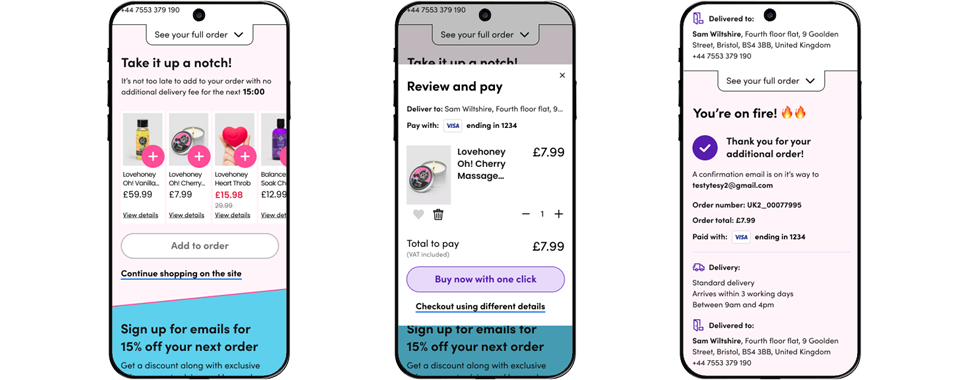 +44 7553 379 190
See your full order
Take it up a notch!
It's not too late to add to your order with no
additional delivery fee for the next 15:00
Lovehoney
Oh! Vanilla...
£59.99
View details
Lovehoney
Oh! Cherry...
£7.99
View details
Lovehoney
Heart Throb
£15.98
29.99
View details
Balance
Soak Ch
£12.99
View details
Add to order
Continue shopping on the site
Sign up for emails for
15% off your next order
Get a discount along with exclusive
+44 7553 379 190
See your full order
Take it up a notch!
Review and pay
Deliver to: Sam Wiltshire, Fourth floor flat, 9...
Pay with: VISA ending in 1234
Lovehoney
Oh! Cherry
Massage...
£7.99
1
Total to pay
(VAT included)
£7.99
Buy now with one click
Checkout using different details
Sign up for emails for
15% off your next order
Get a discount along with exclusive
Delivered to:
Sam Wiltshire, Fourth floor flat, 9 Goolden
Street, Bristol, BS4 3BB, United Kingdom
+44 7553 379 190
See your full order
You're on fire! 🔥🔥
Thank you for your
additional order!
A confirmation email is on it's way to
testytesy2@gmail.com
Order number: UK2_00077995
Order total: £7.99
Paid with: VISA ending in 1234
Delivery:
Standard delivery
Arrives within 3 working days
Between 9am and 4pm
Delivered to:
Sam Wiltshire, Fourth floor flat, 9 Goolden
Street, Bristol, BS4 3BB, United Kingdom
+44 7553 379 190